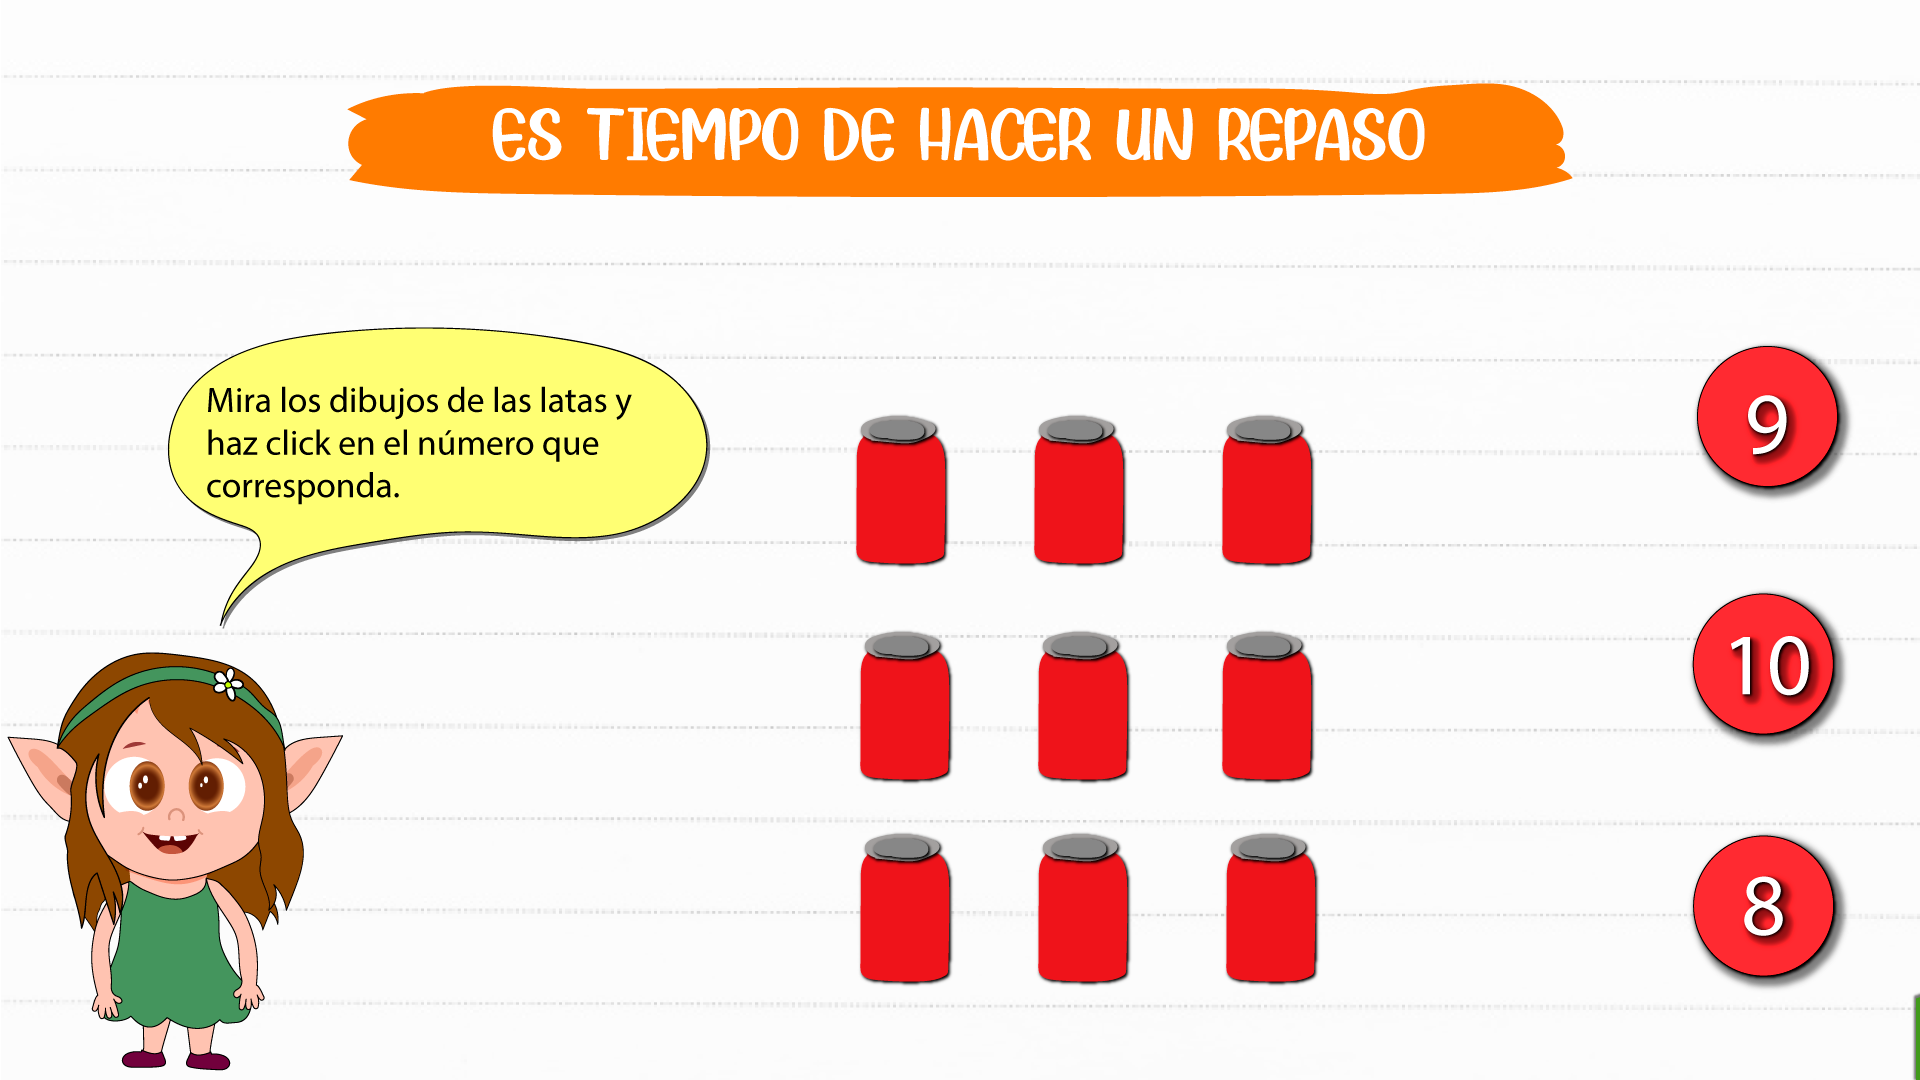 ES TIEMPO DE HACER UN REPASO
Mira los dibujos de las latas y
haz click en el número que
corresponda.
9
10
8